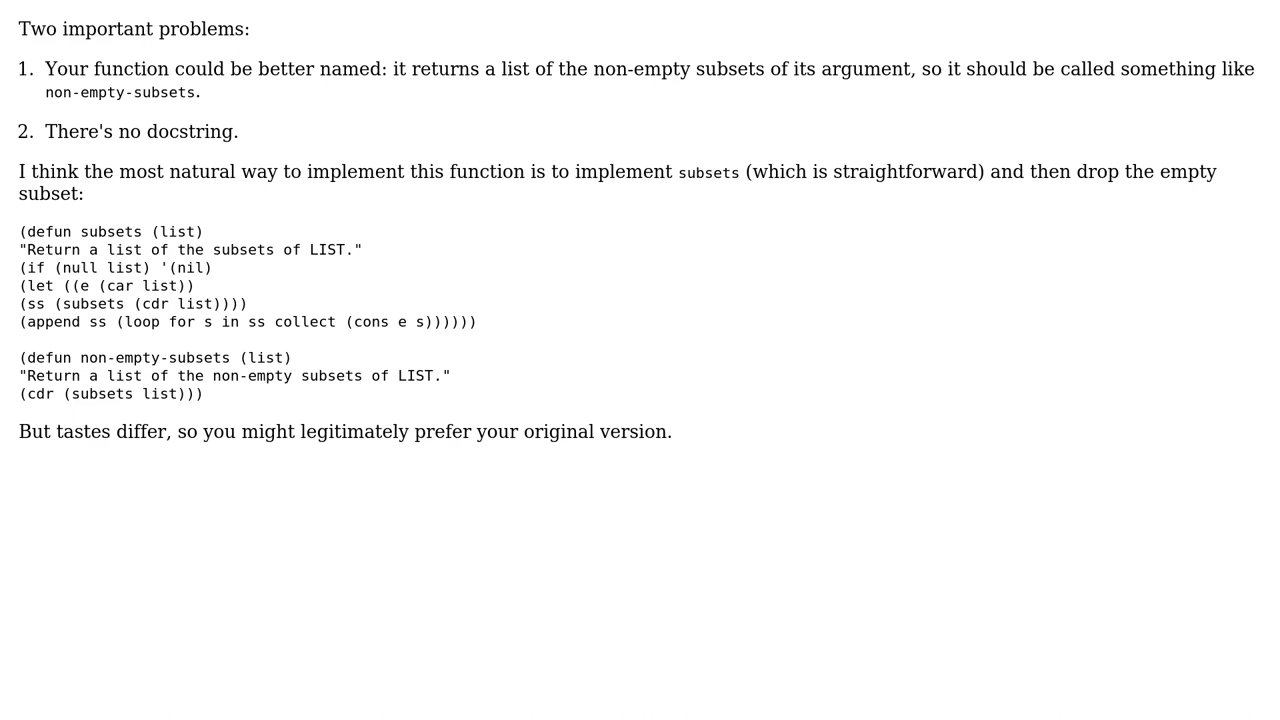 Two important problems:
1. Your function could be better named: it returns a list of the non-empty subsets of its argument, so it should be called something like
non-empty-subsets.
2. There's no docstring.
I think the most natural way to implement this function is to implement subsets (which is straightforward) and then drop the empty
subset:
(defun subsets (list)
"Return a list of the subsets of LIST."
(if (null list) '(nil)
(let ((e (car list))
(ss (subsets (cdr list))))
(append ss (loop for s in ss collect (cons e s))))))
(defun non-empty-subsets (list)
"Return a list of the non-empty subsets of LIST."
(cdr (subsets list)))
But tastes differ, so you might legitimately prefer your original version.